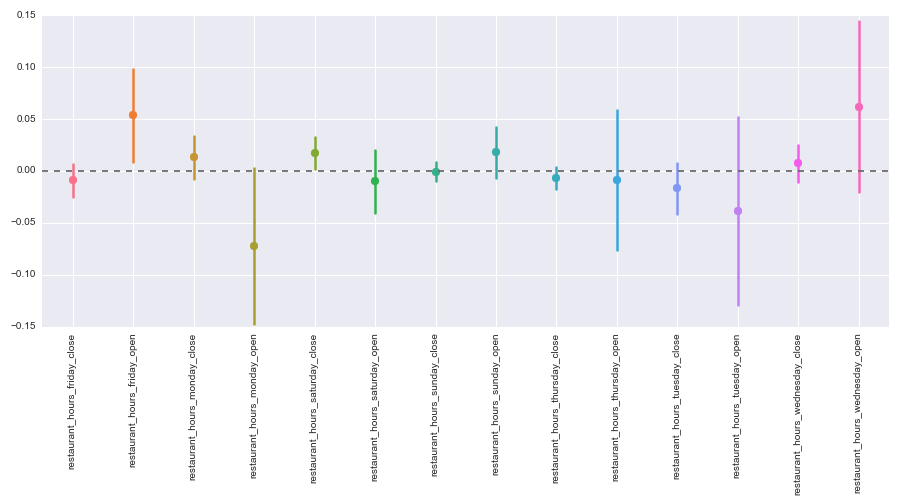 0.15
0.10
0.05
0.00
−0.05
−0.10
−0.15
restaurant_hours_friday_close
restaurant_hours_friday_open
restaurant_hours_monday_close
restaurant_hours_monday_open
restaurant_hours_saturday_close
restaurant_hours_saturday_open
restaurant_hours_sunday_close
restaurant_hours_sunday_open
restaurant_hours_thursday_close
restaurant_hours_thursday_open
restaurant_hours_tuesday_close
restaurant_hours_tuesday_open
restaurant_hours_wednesday_close
restaurant_hours_wednesday_open